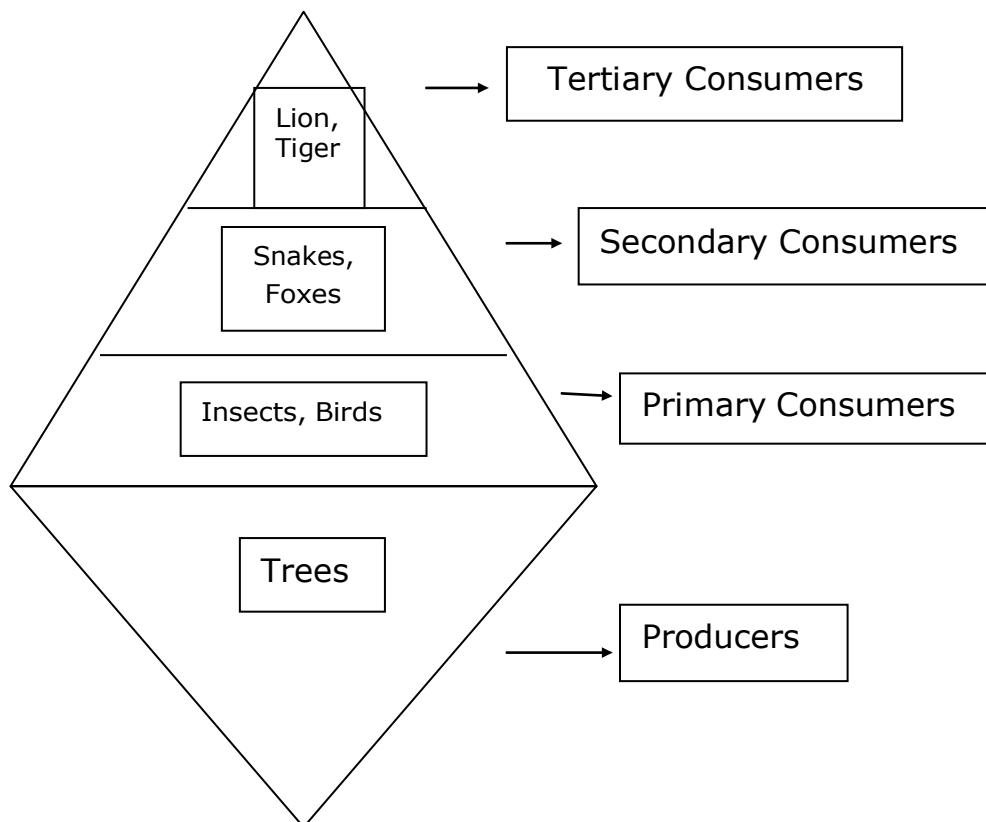 Lion,
Tiger
Tertiary Consumers
Snakes,
Foxes
Secondary Consumers
Insects, Birds
Primary Consumers
Trees
Producers